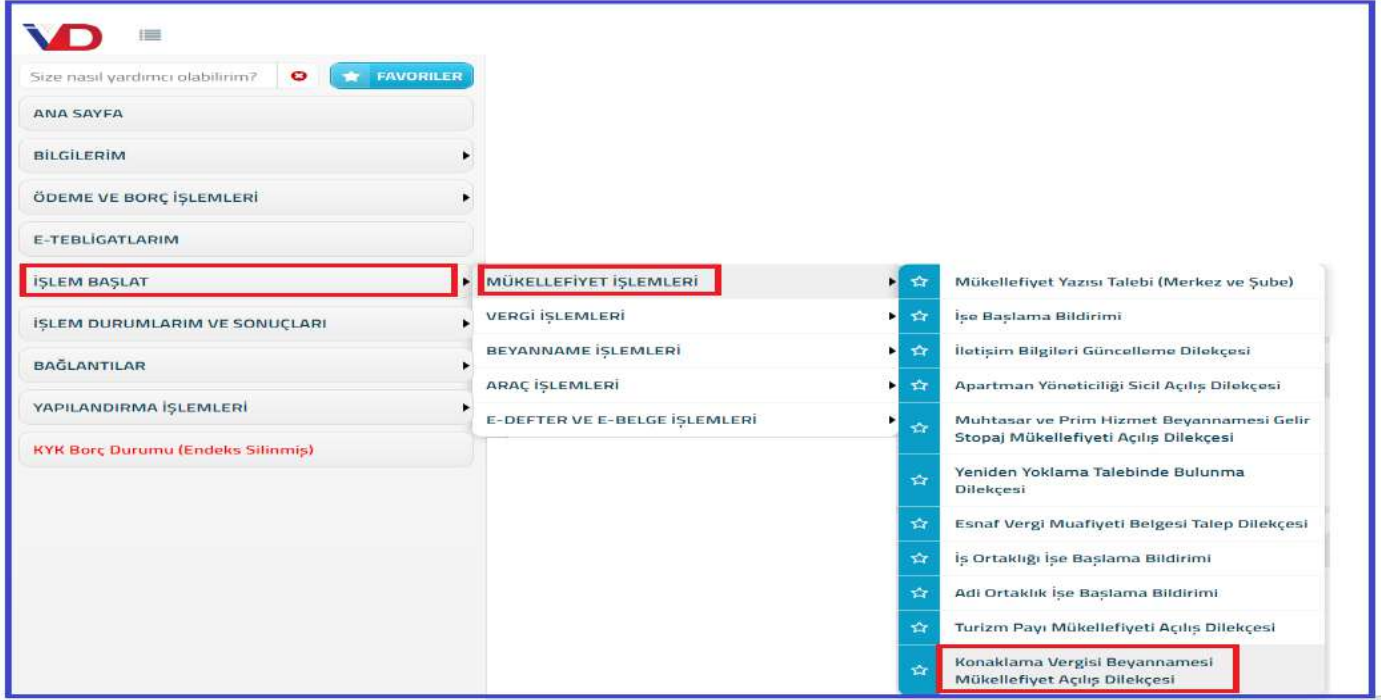 İVD
Size nasıl yardımcı olabilirim?
FAVORILER
ANA SAYFA
BİLGİLERİM
ÖDEME VE BORÇ İŞLEMLERİ
E-TEBLİGATLARIM
İŞLEM BAŞLAT
İŞLEM DURUMLARIM VE SONUÇLARI
BAĞLANTILAR
YAPILANDIRMA İŞLEMLERİ
KYK Borç Durumu (Endeks Silinmiş)
MÜKELLEFİYET İŞLEMLERİ
VERGİ İŞLEMLERİ
BEYANNAME İŞLEMLERİ
ARAÇ İŞLEMLERİ
E-DEFTER VE E-BELGE İŞLEMLERİ
Mükellefiyet Yazısı Talebi (Merkez ve Şube)
İşe Başlama Bildirimi
İletişim Bilgileri Güncelleme Dilekçesi
Apartman Yöneticiliği Sicil Açılış Dilekçesi
Muhtasar ve Prim Hizmet Beyannamesi Gelir
Stopaj Mükellefiyeti Açılış Dilekçesi
Yeniden Yoklama Talebinde Bulunma
Dilekçesi
Esnaf Vergi Muafiyeti Belgesi Talep Dilekçesi
İş Ortaklığı İşe Başlama Bildirimi
Adi Ortaklık İşe Başlama Bildirimi
Turizm Payı Mükellefiyeti Açılış Dilekçesi
Konaklama Vergisi Beyannamesi
Mükellefiyet Açılış Dilekçesi